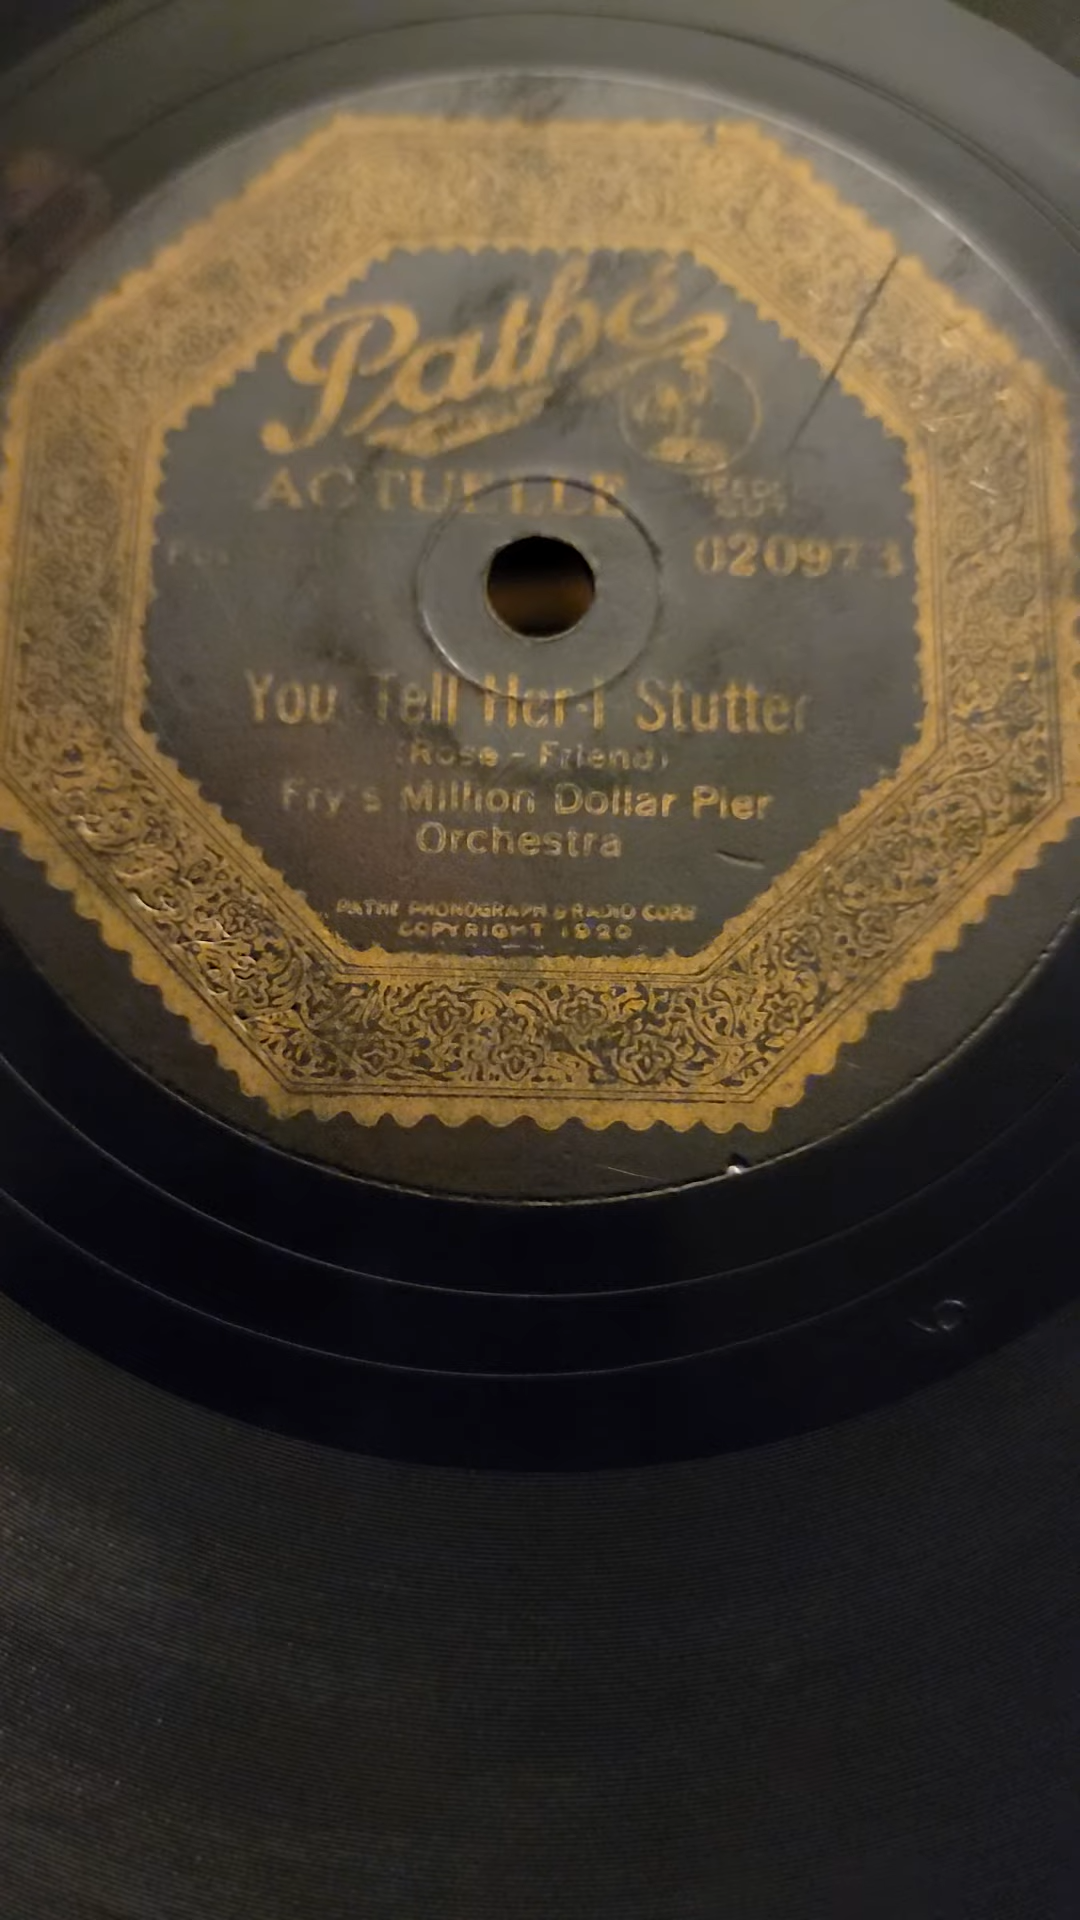 Pathé
ACTUELLE
020973
You Tell Her-I Stutter
(Rose - Friend)
Fry's Million Dollar Pier
Orchestra
PATHÉ PHONOGRAPH & RADIO CORP.
COPYRIGHT 1920